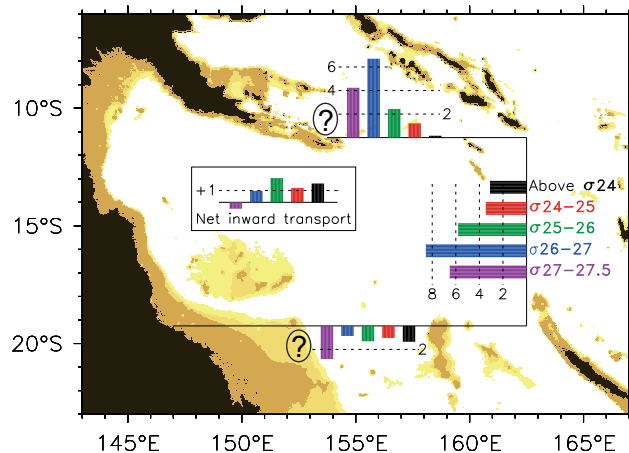 6
4
2
?
10°S
+1
Net inward transport
Above σ24
σ24−25
σ25−26
σ26−27
σ27−27.5
15°S
8 6 4 2
20°S
?
2
145°E 150°E 155°E 160°E 165°E